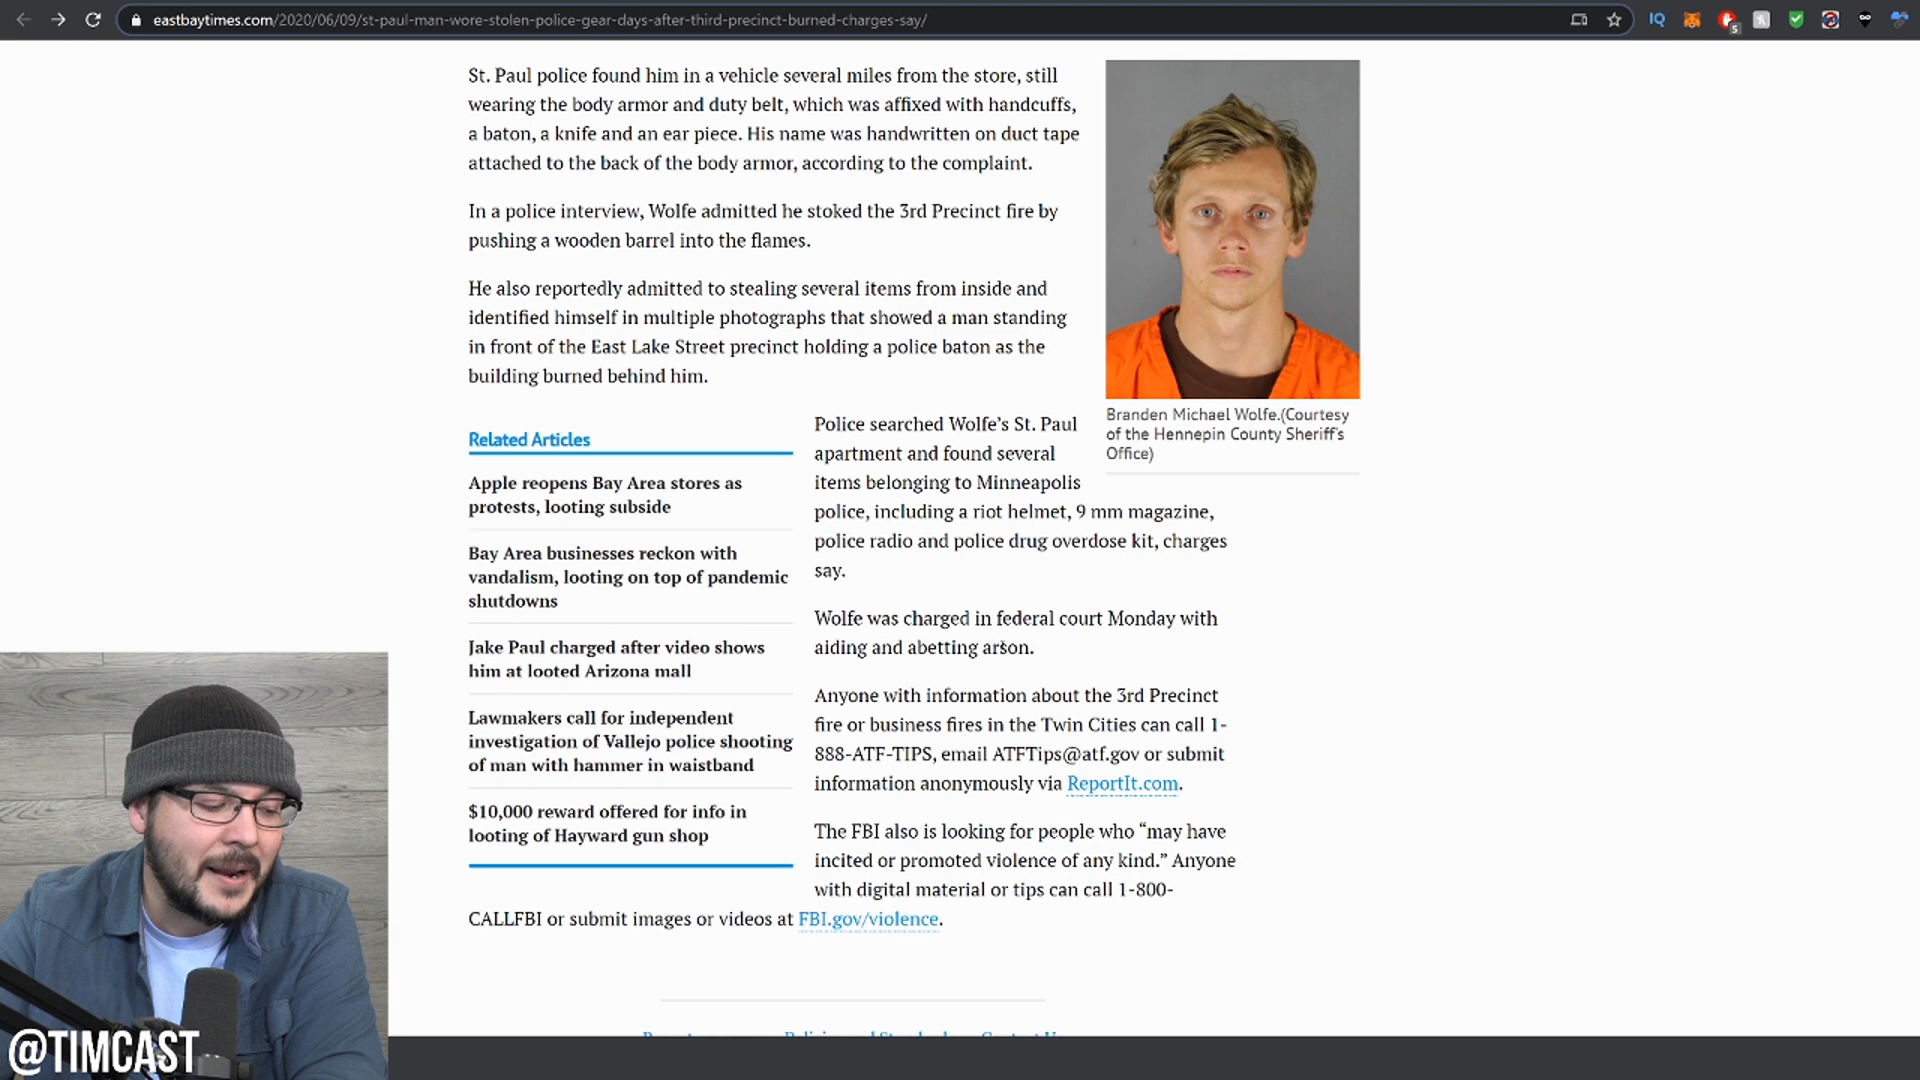 eastbaytimes.com/2020/06/09/st-paul-man-wore-stolen-police-gear-days-after-third-precinct-burned-charges-say/
IQ
5
St. Paul police found him in a vehicle several miles from the store, still
wearing the body armor and duty belt, which was affixed with handcuffs,
a baton, a knife and an ear piece. His name was handwritten on duct tape
attached to the back of the body armor, according to the complaint.
In a police interview, Wolfe admitted he stoked the 3rd Precinct fire by
pushing a wooden barrel into the flames.
He also reportedly admitted to stealing several items from inside and
identified himself in multiple photographs that showed a man standing
in front of the East Lake Street precinct holding a police baton as the
building burned behind him.
Branden Michael Wolfe.(Courtesy
of the Hennepin County Sheriff's
Office)
Related Articles
Apple reopens Bay Area stores as
protests, looting subside
Bay Area businesses reckon with
vandalism, looting on top of pandemic
shutdowns
Jake Paul charged after video shows
him at looted Arizona mall
Lawmakers call for independent
investigation of Vallejo police shooting
of man with hammer in waistband
$10,000 reward offered for info in
looting of Hayward gun shop
Police searched Wolfe's St. Paul
apartment and found several
items belonging to Minneapolis
police, including a riot helmet, 9 mm magazine,
police radio and police drug overdose kit, charges
say.
Wolfe was charged in federal court Monday with
aiding and abetting arson.
Anyone with information about the 3rd Precinct
fire or business fires in the Twin Cities can call 1-
888-ATF-TIPS, email ATFTips@atf.gov or submit
information anonymously via ReportIt.com.
The FBI also is looking for people who “may have
incited or promoted violence of any kind.” Anyone
with digital material or tips can call 1-800-
CALLFBI or submit images or videos at FBI.gov/violence.
@TIMCAST